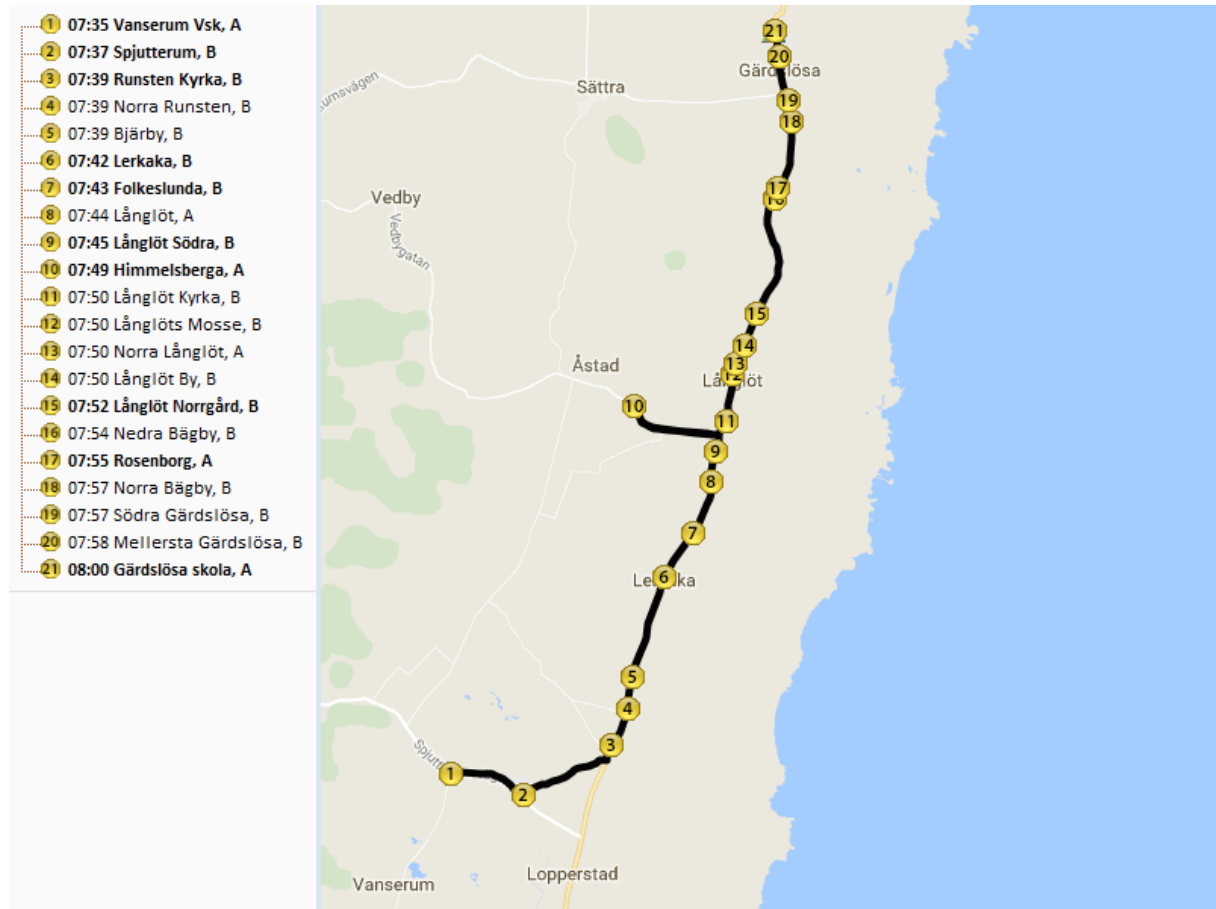 1 07:35 Vanserum Vsk, A
2 07:37 Spjutterum, B
3 07:39 Runsten Kyrka, B
4 07:39 Norra Runsten, B
5 07:39 Bjärby, B
6 07:42 Lerkaka, B
7 07:43 Folkeslunda, B
8 07:44 Långlöt, A
9 07:45 Långlöt Södra, B
10 07:49 Himmelsberga, A
11 07:50 Långlöt Kyrka, B
12 07:50 Långlöts Mosse, B
13 07:50 Norra Långlöt, A
14 07:50 Långlöt By, B
15 07:52 Långlöt Norrgård, B
16 07:54 Nedra Bägby, B
17 07:55 Rosenborg, A
18 07:57 Norra Bägby, B
19 07:57 Södra Gärdslösa, B
20 07:58 Mellersta Gärdslösa, B
21 08:00 Gärdslösa skola, A
21
20
Gärdslösa
Sättra
19
18
17
16
Vedby
Vedbygatan
15
14
13
12
Åstad
Långlöt
10
11
9
8
7
6
5
4
3
1
2
Lopperstad
Vanserum